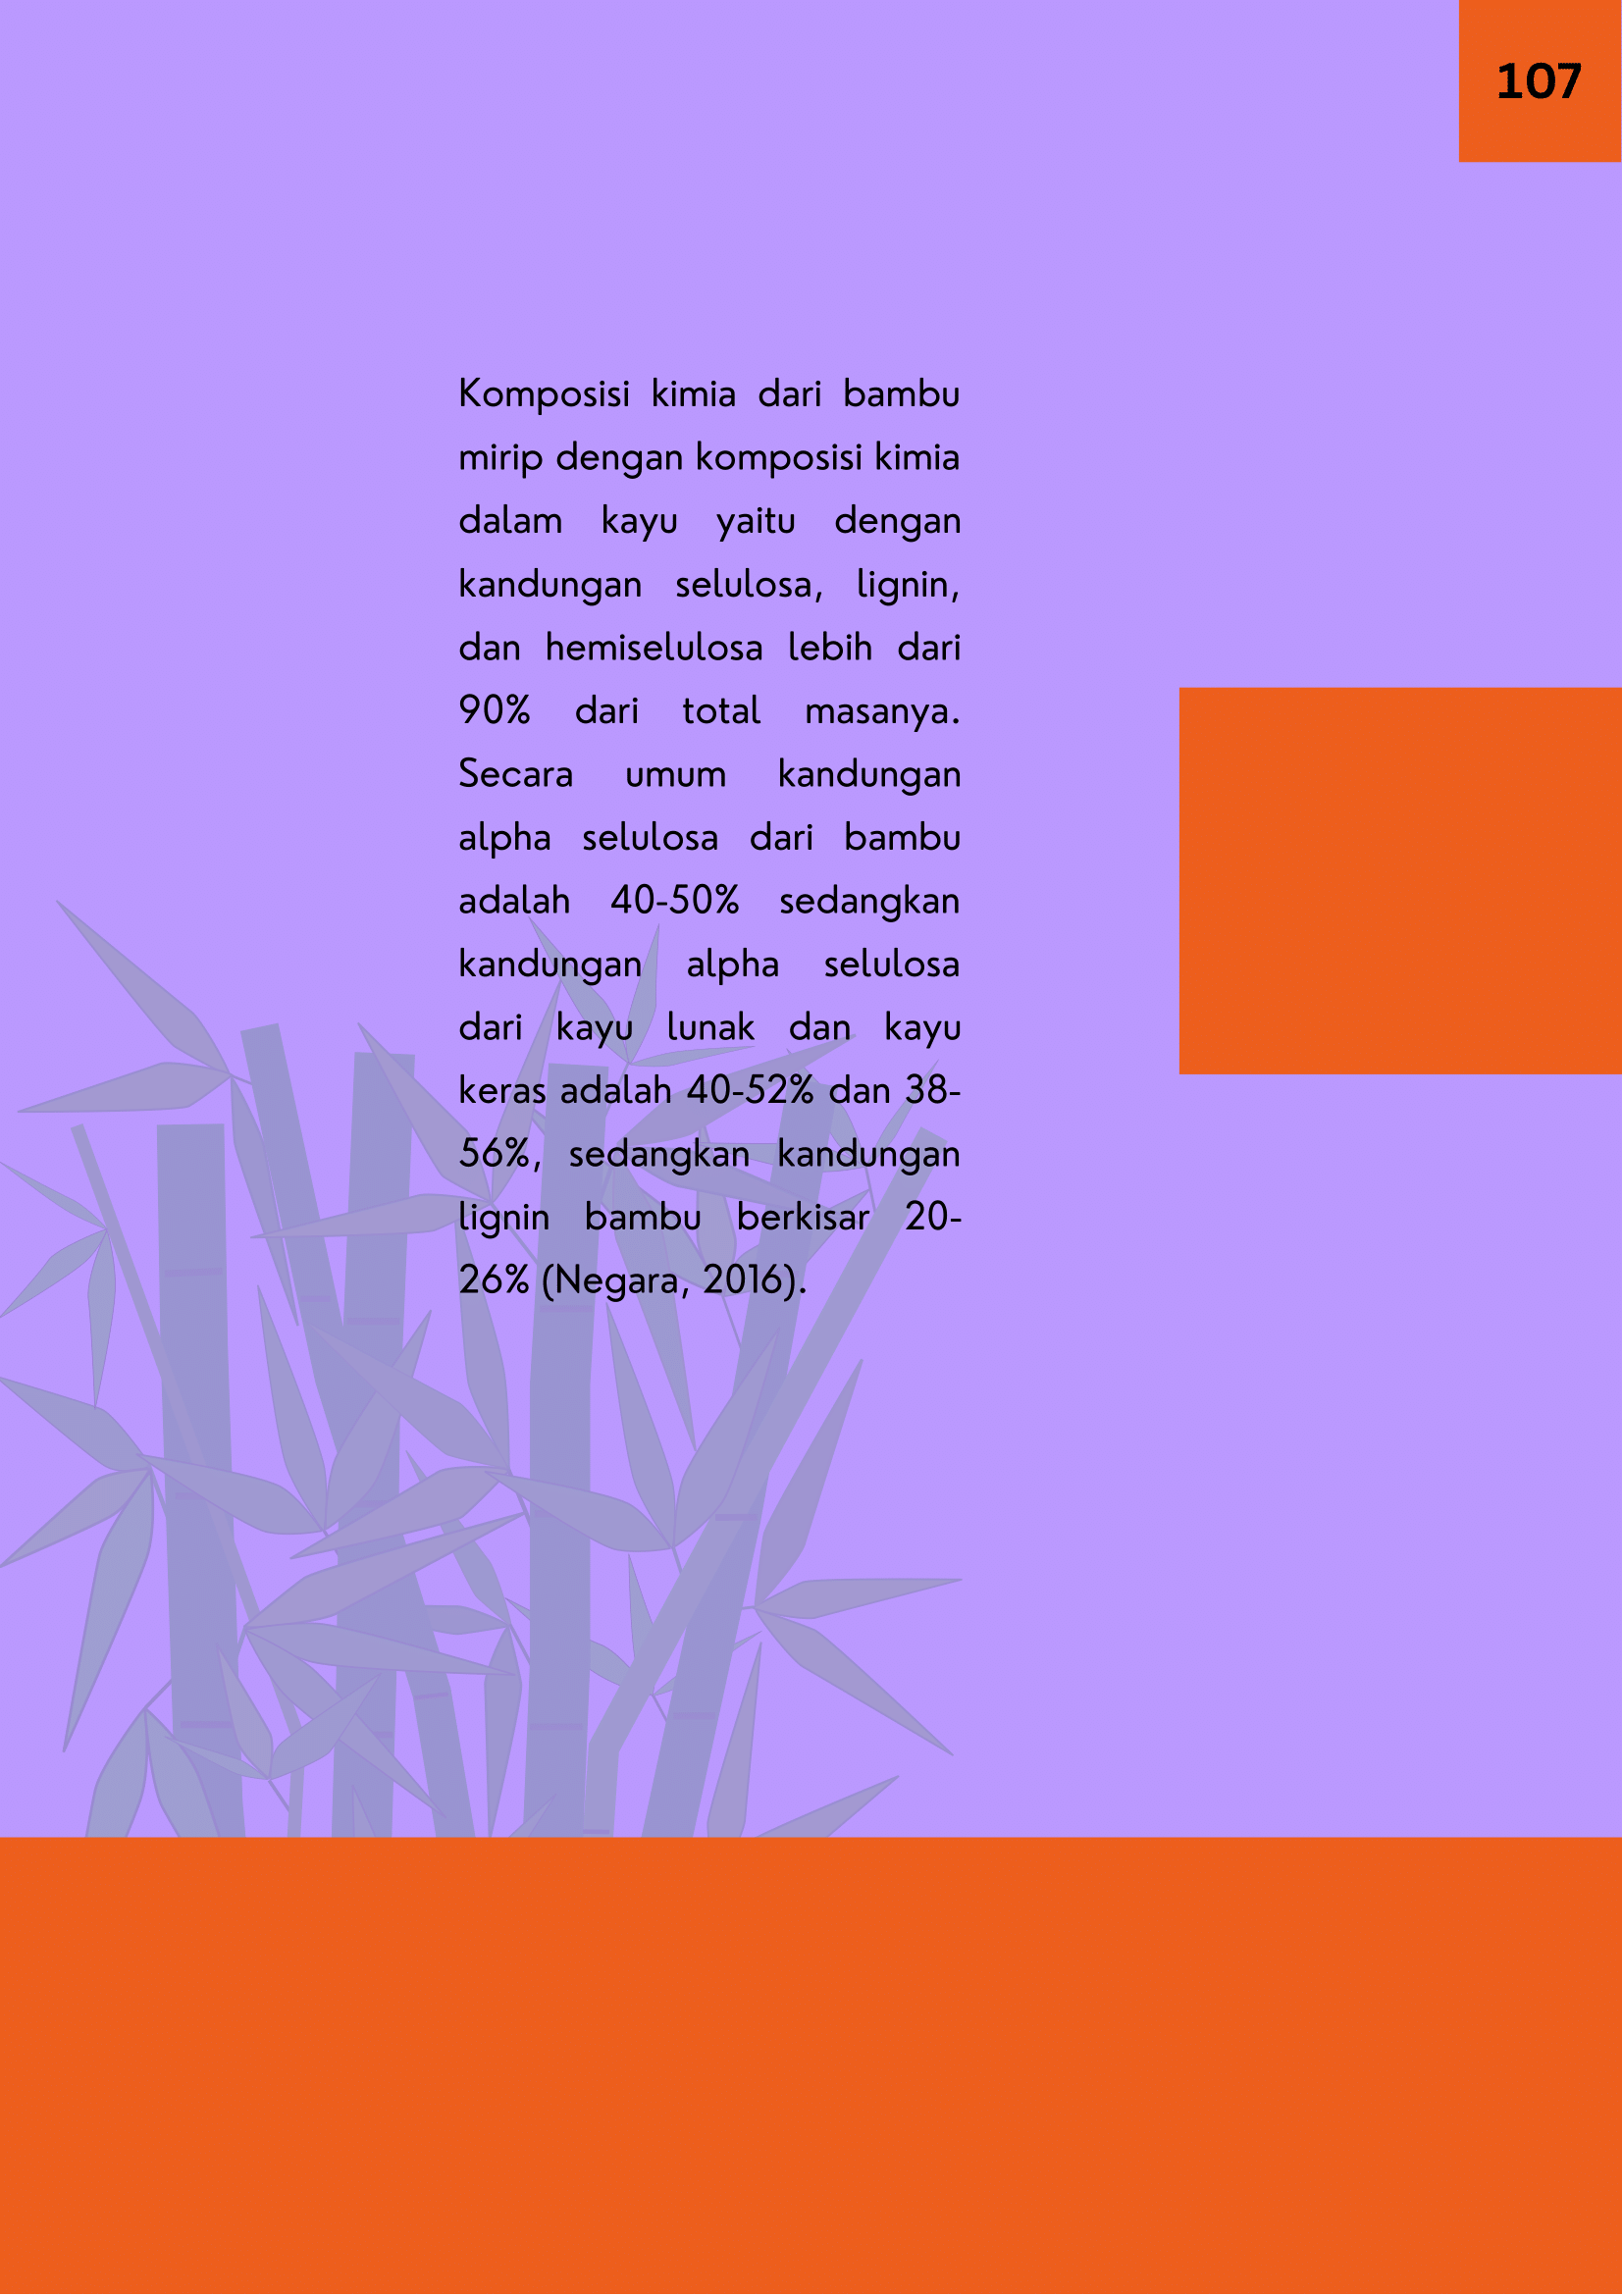 107
Komposisi kimia dari bambu
mirip dengan komposisi kimia
dalam kayu yaitu dengan
kandungan selulosa, lignin,
dan hemiselulosa lebih dari
90% dari total masanya.
Secara umum kandungan
alpha selulosa dari bambu
adalah 40-50% sedangkan
kandungan alpha selulosa
dari kayu lunak dan kayu
keras adalah 40-52% dan 38-
56%, sedangkan kandungan
lignin bambu berkisar 20-
26% (Negara, 2016).